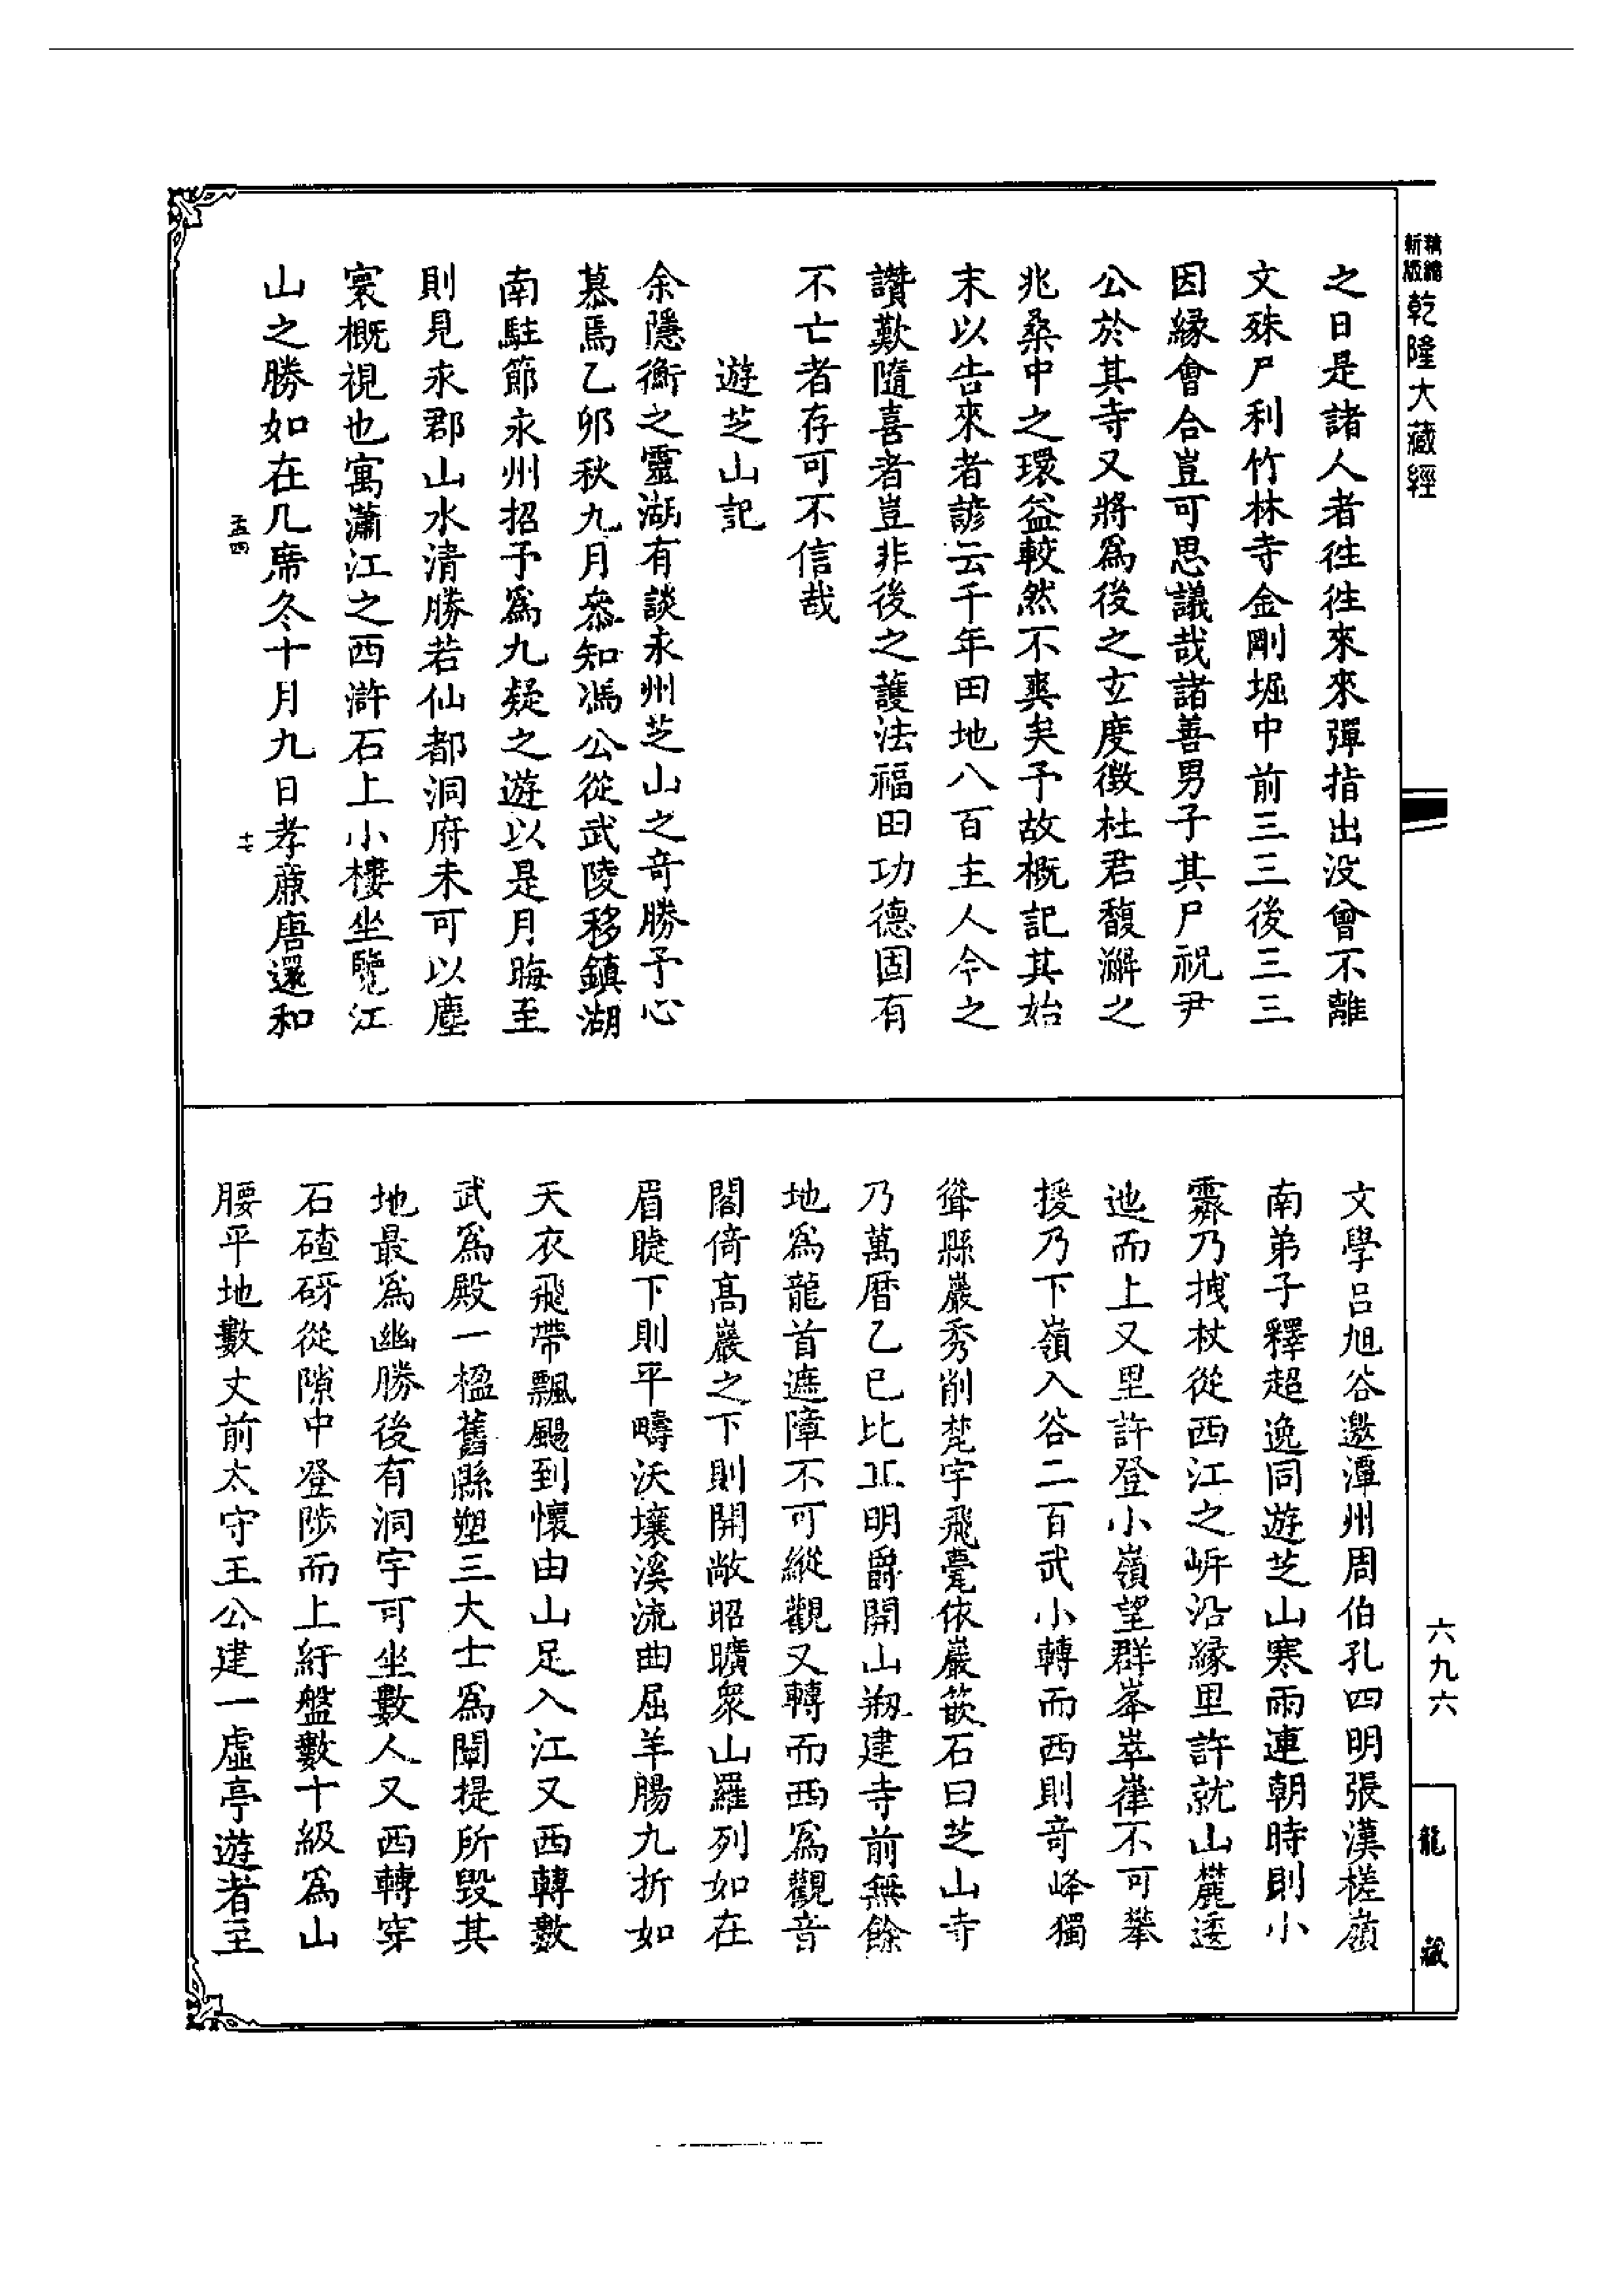 精縮新版乾隆大藏經
之日是諸人者往往來來彈指出没曾不離
文殊尸利竹林寺金剛堀中前三三後三三
因緣會合豈可思議哉諸善男子其尸祝尹
公於其寺又將爲後之玄度徵杜君馥澥之
兆桑中之環益較然不爽矣予故概記其始
末以告來者諺云千年田地八百主人今之
讚歎隨喜者豈非後之護法福田功德固有
不亡者存可不信哉
遊芝山記
余隱衡之靈湖有談永州芝山之奇勝予心
慕焉乙卯秋九月叅知馮公從武陵移鎮湖
南駐節永州招予爲九疑之遊以是月晦至
則見永郡山水清勝若仙都洞府未可以塵
寰概視也寓瀟江之西滸石上小樓坐覽江
山之勝如在几席冬十月九日孝廉唐還和
五四
十七
文學吕旭谷邀潭州周伯孔四明張漢槎嶺
南弟子釋超逸同遊芝山寒雨連朝時則小
霽乃拽杖從西江之岍沿緣里許就山麓逶
迆而上又里許登小嶺望群峯崒嵂不可攀
援乃下嶺入谷二百武小轉而西則奇峰獨
聳縣巖秀削梵宇飛甍依巖篏石曰芝山寺
乃萬曆乙巳比丘明爵開山刱建寺前無餘
地爲龍首遮障不可縱觀又轉而西爲觀音
閣倚高巖之下則開敞昭曠衆山羅列如在
眉睫下則平疇沃壤溪流曲屈羊腸九折如
天衣飛帶飄颺到懷由山足入江又西轉數
武爲殿一楹舊縣塑三大士爲闡提所毀其
地最爲幽勝後有洞宇可坐數人又西轉穿
石碴砑從隙中登陟而上紆盤數十級爲山
腰平地數丈前太守王公建一虛亭遊者至
六九六
龍藏